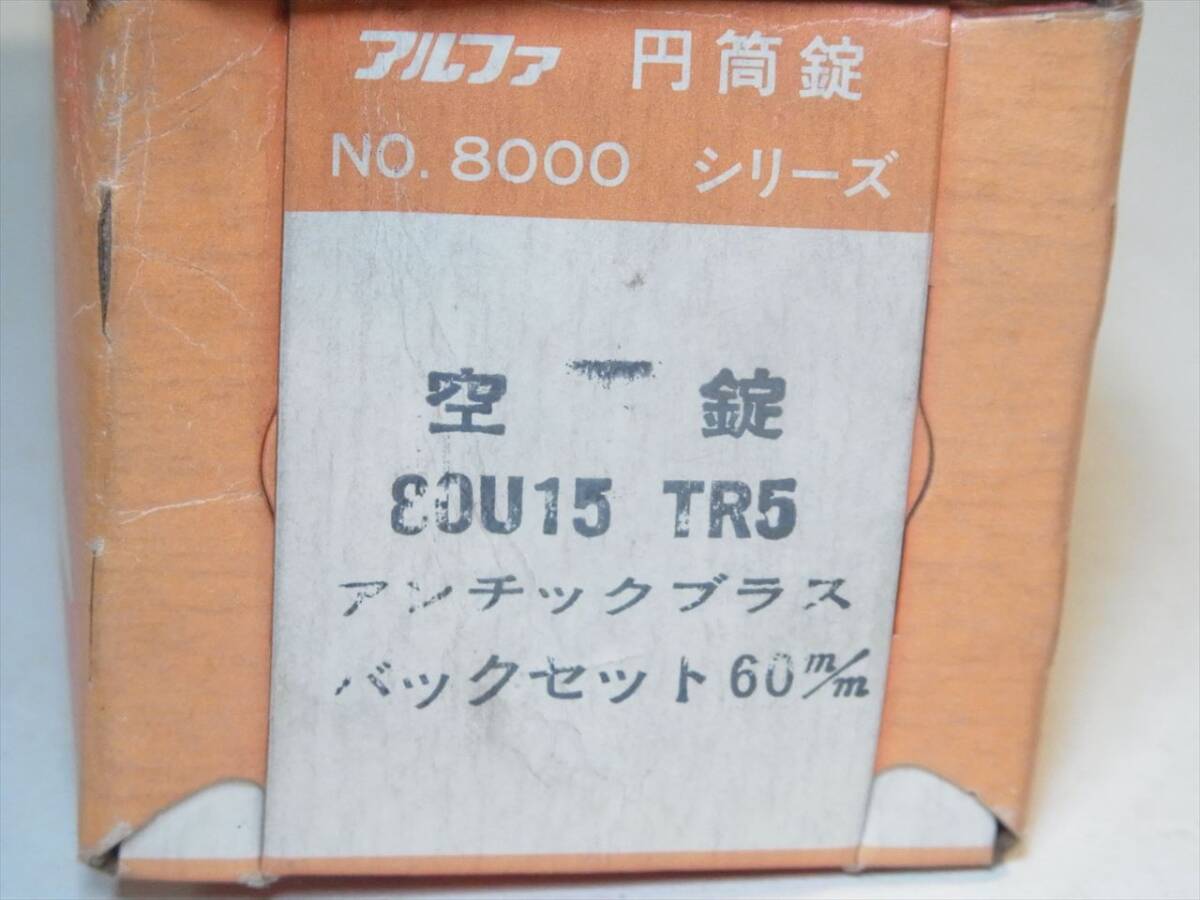 アルファ 円筒錠
NO. 8000 シリーズ
空錠
80U15 TR5
アンチックブラス
バックセット60m/m